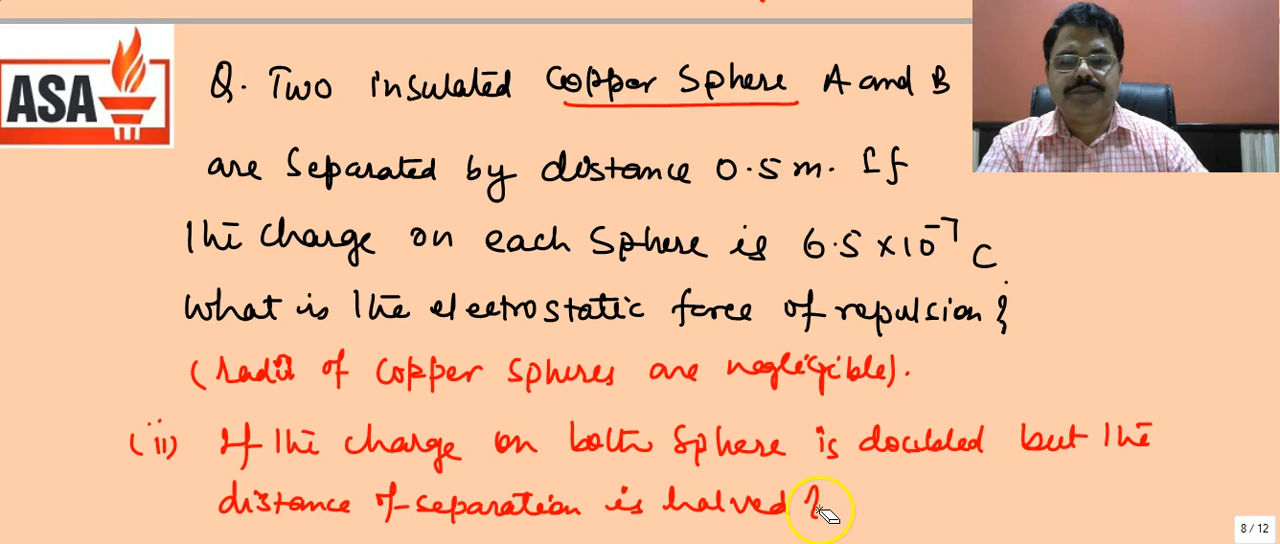 ASA
Q. Two insulated Copper Sphere A and B
are separated by distance 0.5 m. If
the charge on each sphere is 6.5 × 10⁻⁷ C
What is the electrostatic force of repulsion?
(radii of copper spheres are negligible).
(ii) If the charge on both sphere is doubled but the
distance of separation is halved?
8 / 12